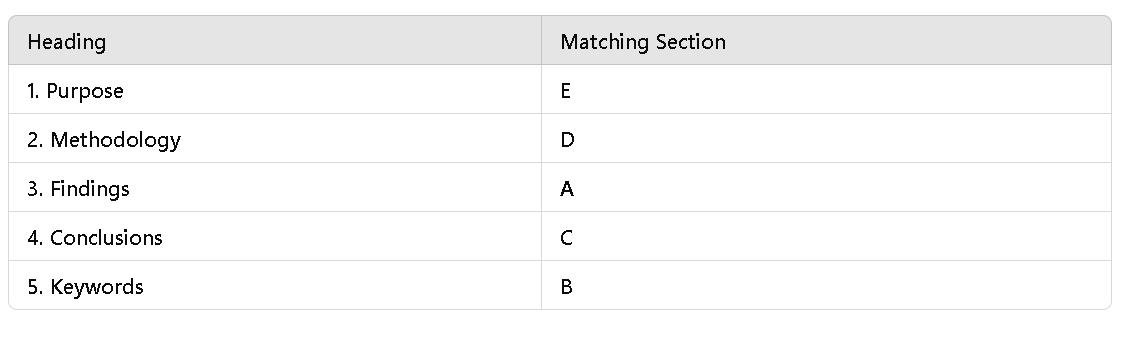 Heading Matching Section
1. Purpose E
2. Methodology D
3. Findings A
4. Conclusions C
5. Keywords B